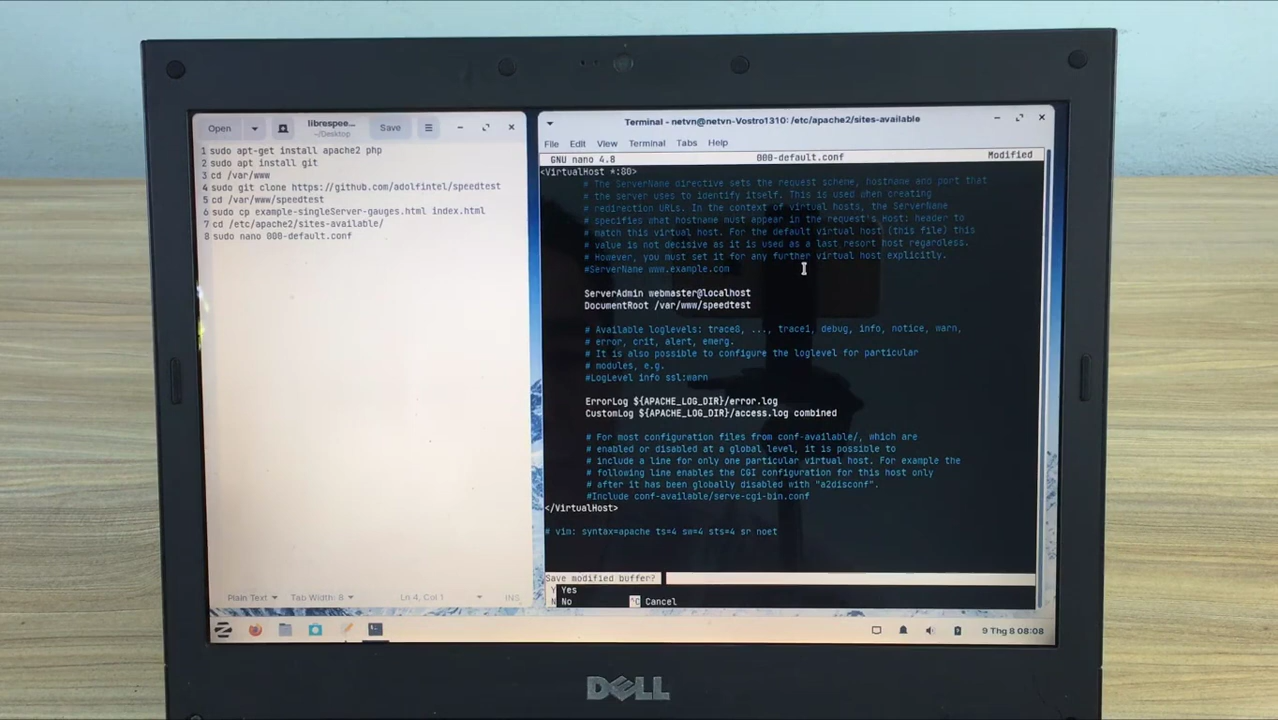 Open
librespee...
~/Desktop
Save
1 sudo apt-get install apache2 php
2 sudo apt install git
3 cd /var/www
4 sudo git clone https://github.com/adolfintel/speedtest
5 cd /var/www/speedtest
6 sudo cp example-singleServer-gauges.html index.html
7 cd /etc/apache2/sites-available/
8 sudo nano 000-default.conf
Plain Text
Tab Width: 8
Ln 4, Col 1
INS
Terminal - netvn@netvn-Vostro1310: /etc/apache2/sites-available
File Edit View Terminal Tabs Help
GNU nano 4.8 000-default.conf Modified
<VirtualHost *:80>
# The ServerName directive sets the request scheme, hostname and port that
# the server uses to identify itself. This is used when creating
# redirection URLs. In the context of virtual hosts, the ServerName
# specifies what hostname must appear in the request's Host: header to
# match this virtual host. For the default virtual host (this file) this
# value is not decisive as it is used as a last resort host regardless.
# However, you must set it for any further virtual host explicitly.
#ServerName www.example.com
ServerAdmin webmaster@localhost
DocumentRoot /var/www/speedtest
# Available loglevels: trace8, ..., trace1, debug, info, notice, warn,
# error, crit, alert, emerg.
# It is also possible to configure the loglevel for particular
# modules, e.g.
#LogLevel info ssl:warn
ErrorLog ${APACHE_LOG_DIR}/error.log
CustomLog ${APACHE_LOG_DIR}/access.log combined
# For most configuration files from conf-available/, which are
# enabled or disabled at a global level, it is possible to
# include a line for only one particular virtual host. For example the
# following line enables the CGI configuration for this host only
# after it has been globally disabled with "a2disconf".
#Include conf-available/serve-cgi-bin.conf
</VirtualHost>
# vim: syntax=apache ts=4 sw=4 sts=4 sr noet
Save modified buffer?
Y Yes
N No ^C Cancel
9 Thg 8 08:08
DELL